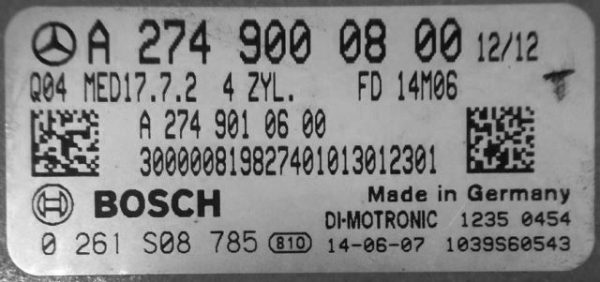 A 274 900 08 00 12/12
Q04 MED17.7.2 4 ZYL. FD 14M06 T
A 274 901 06 00
300000819827401013012301
BOSCH Made in Germany
DI-MOTRONIC 1235 0454
0 261 S08 785 810 14-06-07 1039S60543